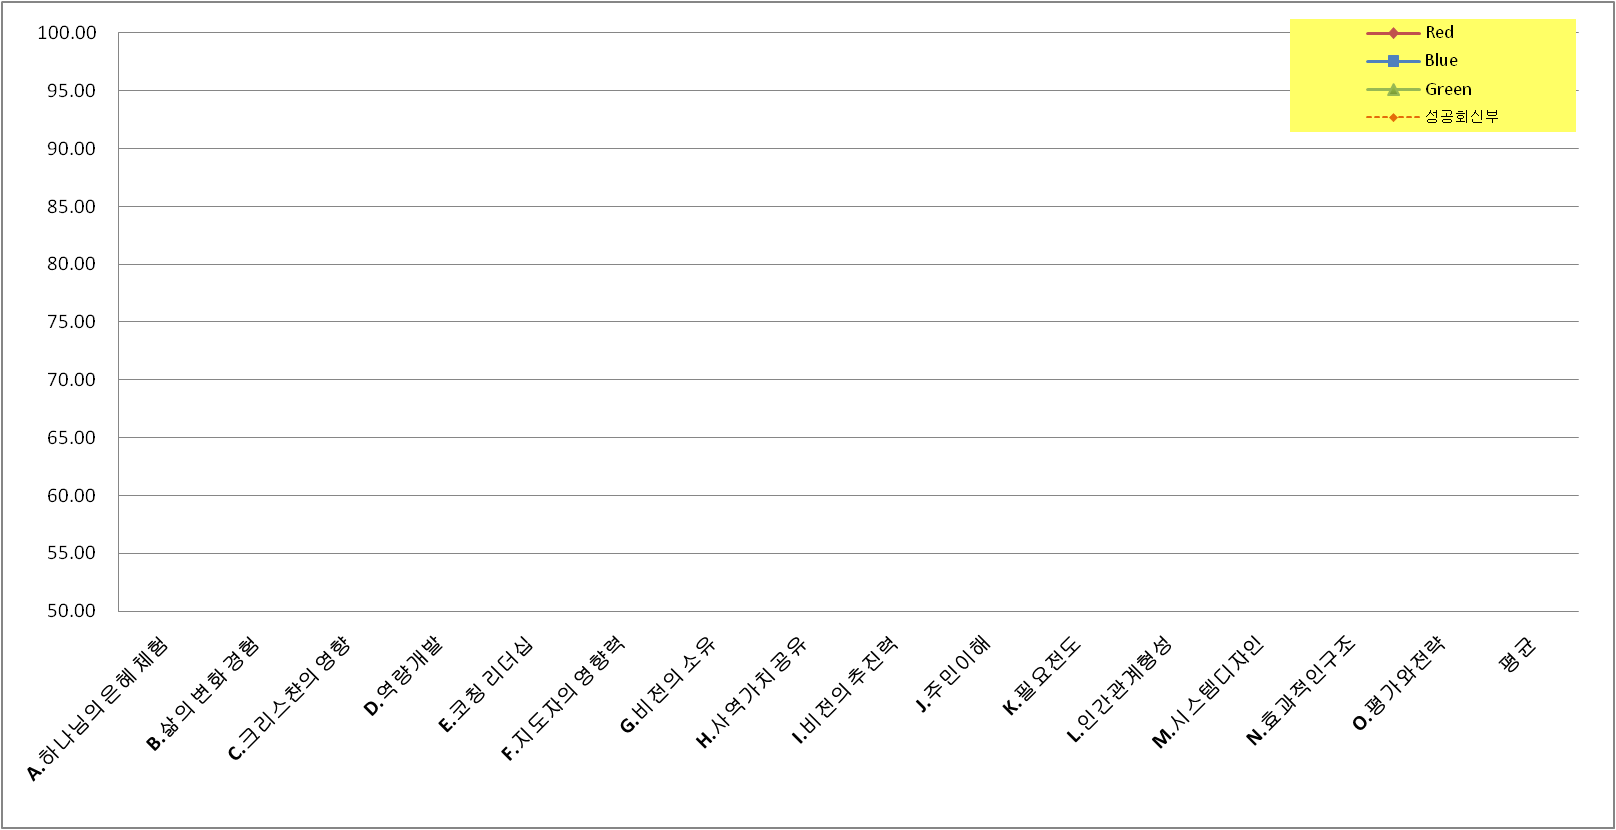 100.00
95.00
90.00
85.00
80.00
75.00
70.00
65.00
60.00
55.00
50.00
Red
Blue
Green
성공회신부
A.하나님의은혜체험
B.삶의변화경험
C.크리스챤의영향
D.역량개발
E.코칭리더십
F.지도자의영향력
G.비전의소유
H.사역가치공유
I.비전의추진력
J.주민이해
K.필요전도
L.인간관계형성
M.시스템디자인
N.효과적인구조
O.평가와전략
평균